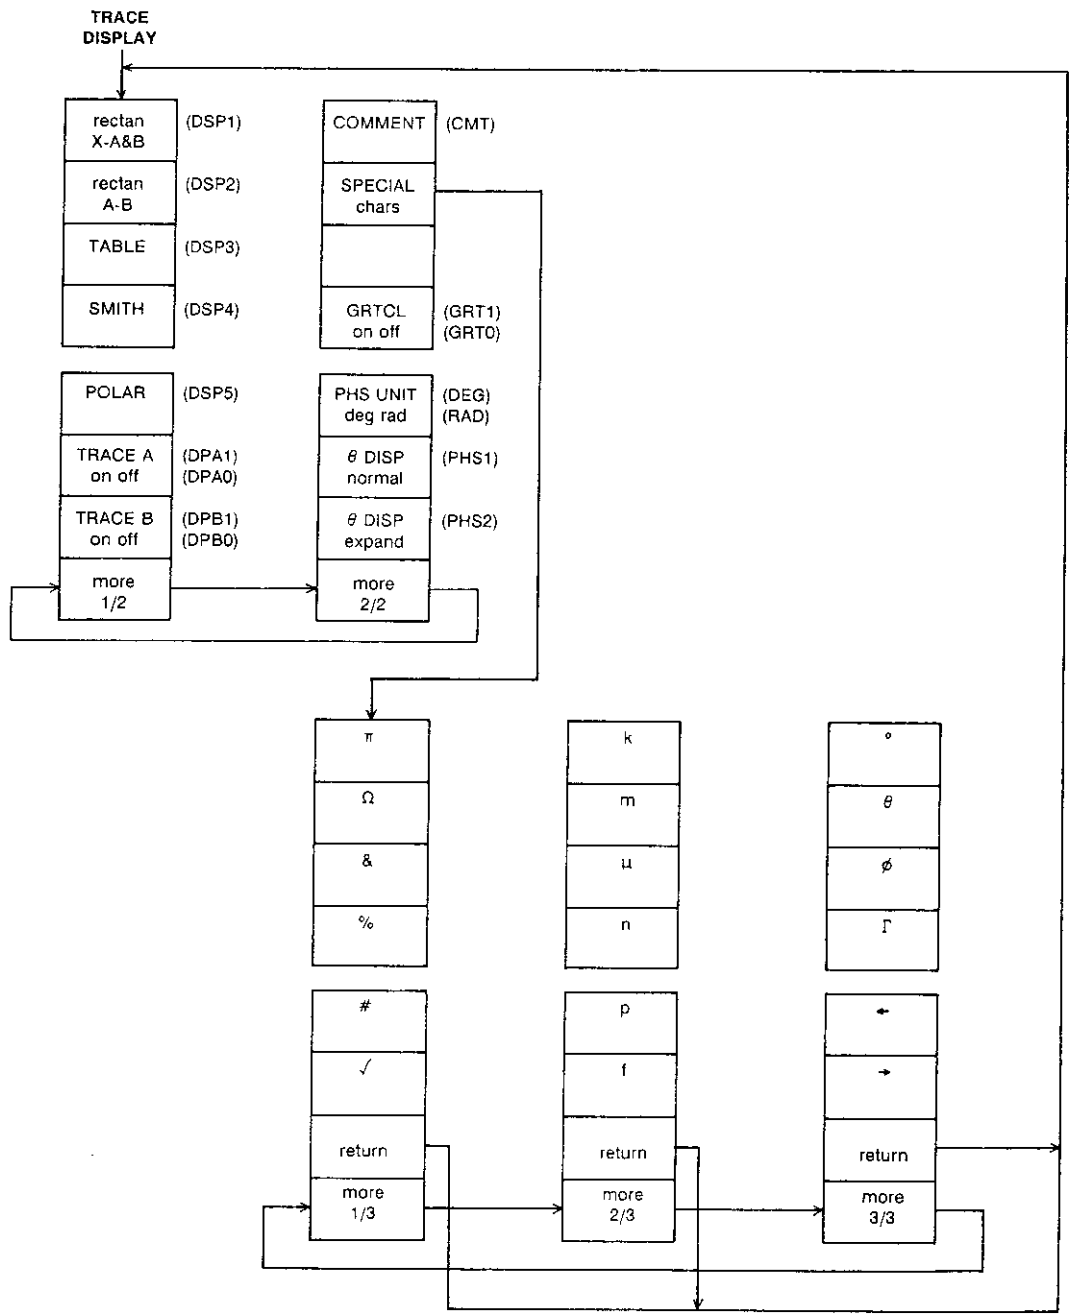 TRACE
DISPLAY
rectan
X-A&B
(DSP1)
rectan
A-B
(DSP2)
TABLE
(DSP3)
SMITH
(DSP4)
POLAR
(DSP5)
TRACE A
on off
(DPA1)
(DPA0)
TRACE B
on off
(DPB1)
(DPB0)
more
1/2
COMMENT
(CMT)
SPECIAL
chars
GRTCL
on off
(GRT1)
(GRT0)
PHS UNIT
deg rad
(DEG)
(RAD)
θ DISP
normal
(PHS1)
θ DISP
expand
(PHS2)
more
2/2
π
Ω
&
%
#
√
return
more
1/3
k
m
μ
n
p
f
return
more
2/3
°
θ
ø
Γ
←
→
return
more
3/3